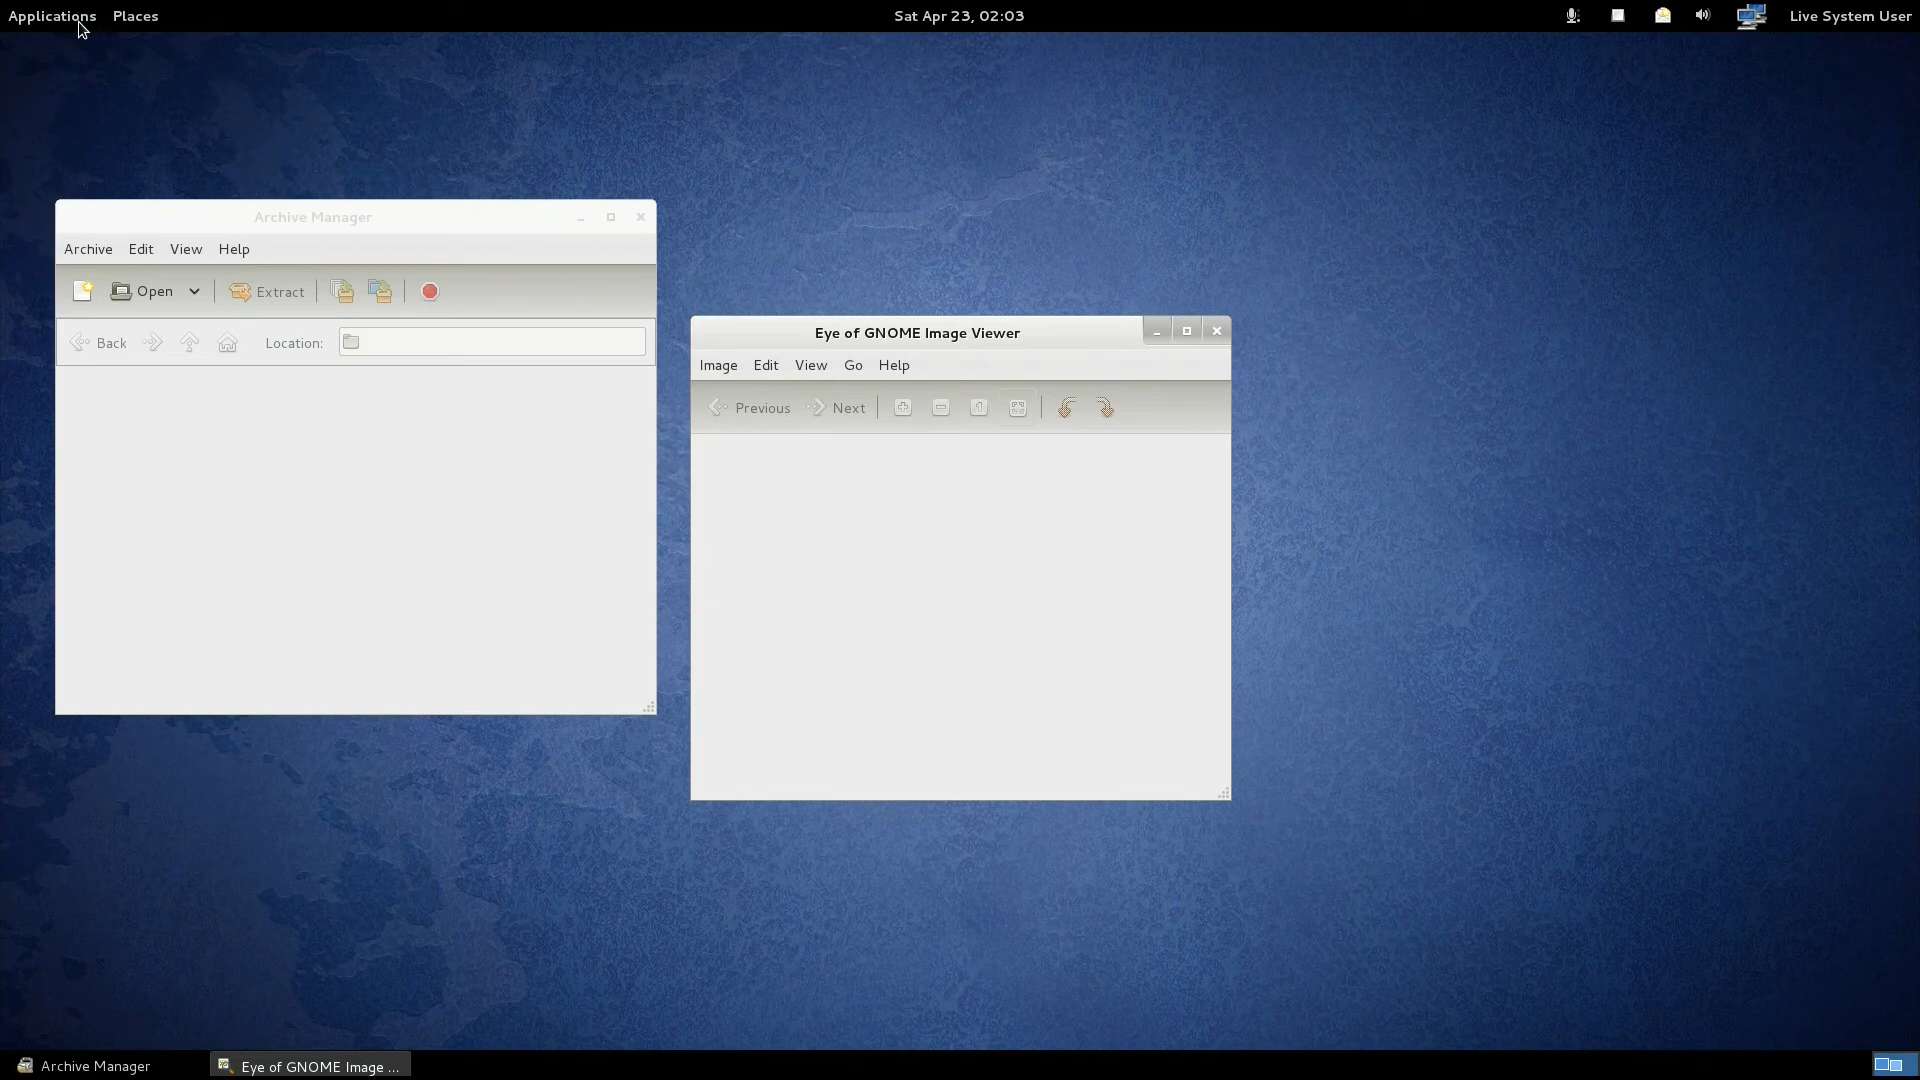 Applications Places Sat Apr 23, 02:03 Live System User
Archive Manager
Archive Edit View Help
Open Extract
Back Location:
Eye of GNOME Image Viewer
Image Edit View Go Help
Previous Next
Archive Manager Eye of GNOME Image ...